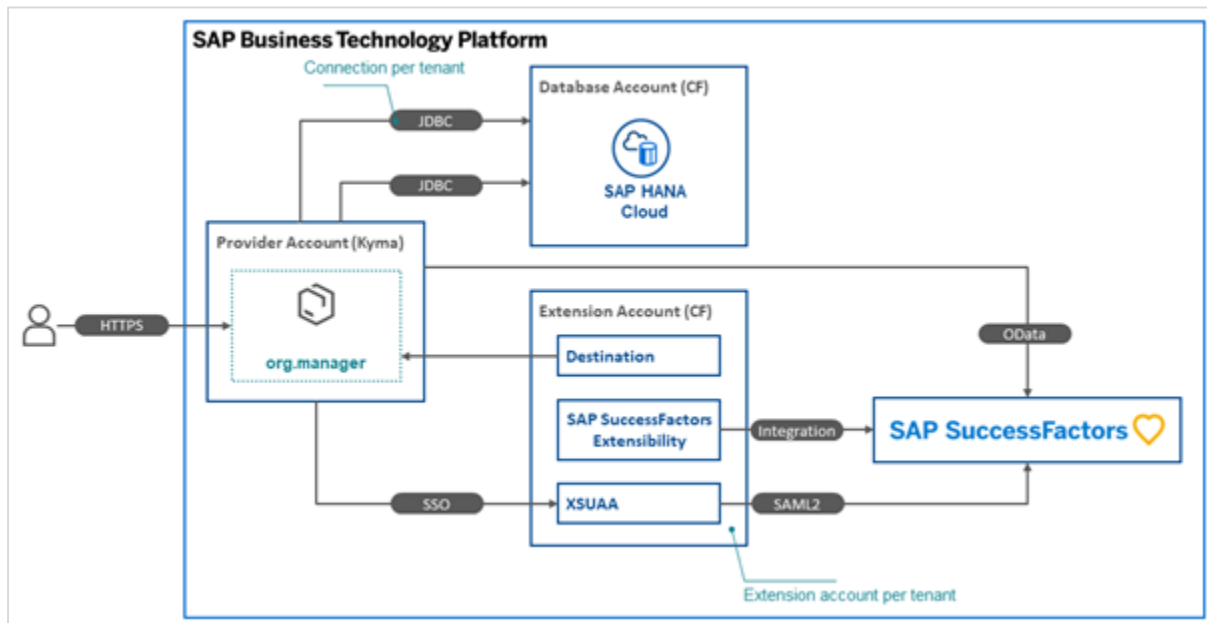 SAP Business Technology Platform
Connection per tenant
JDBC
Database Account (CF)
SAP HANA
Cloud
JDBC
Provider Account (Kyma)
org.manager
HTTPS
Extension Account (CF)
Destination
OData
SAP SuccessFactors
Extensibility
Integration
SAP SuccessFactors
SSO
XSUAA
SAML2
Extension account per tenant